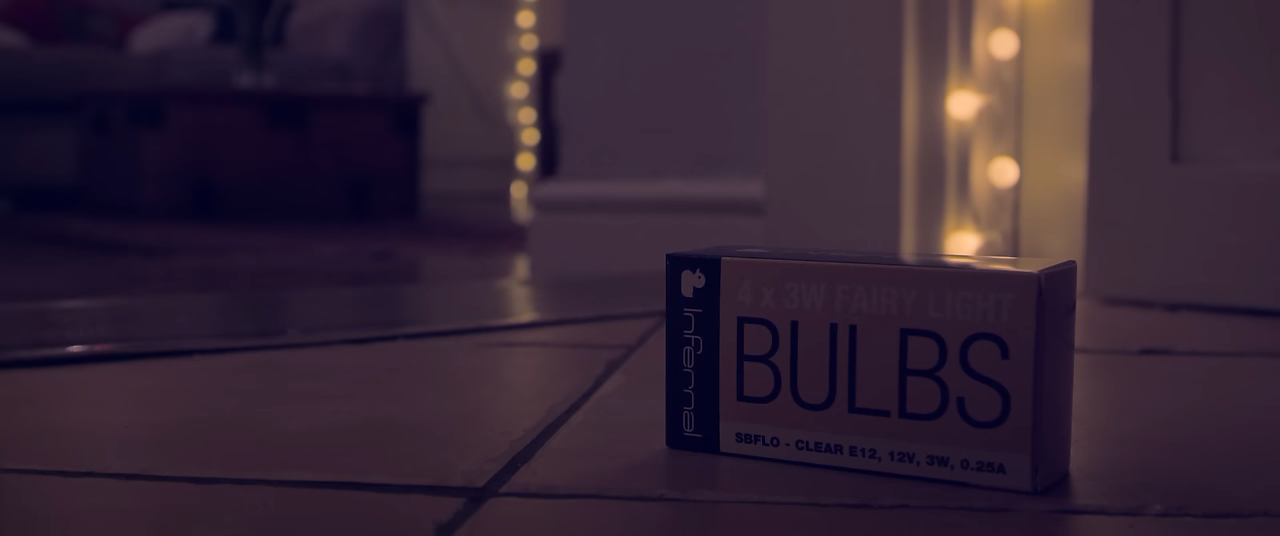 Infernal
4 x 3W FAIRY LIGHT
BULBS
SBFLO - CLEAR E12, 12V, 3W, 0.25A